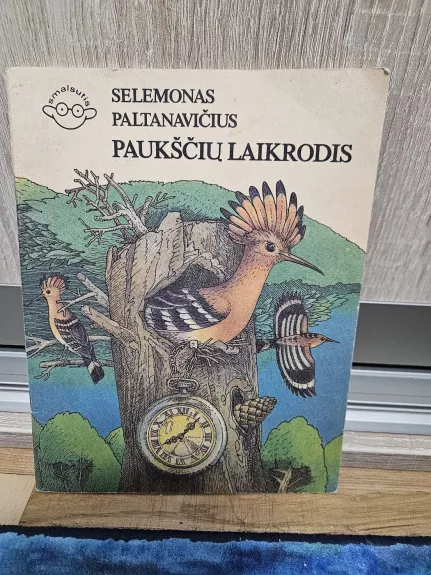 smalsutis
SELEMONAS
PALTANAVIČIUS
PAUKŠČIŲ LAIKRODIS